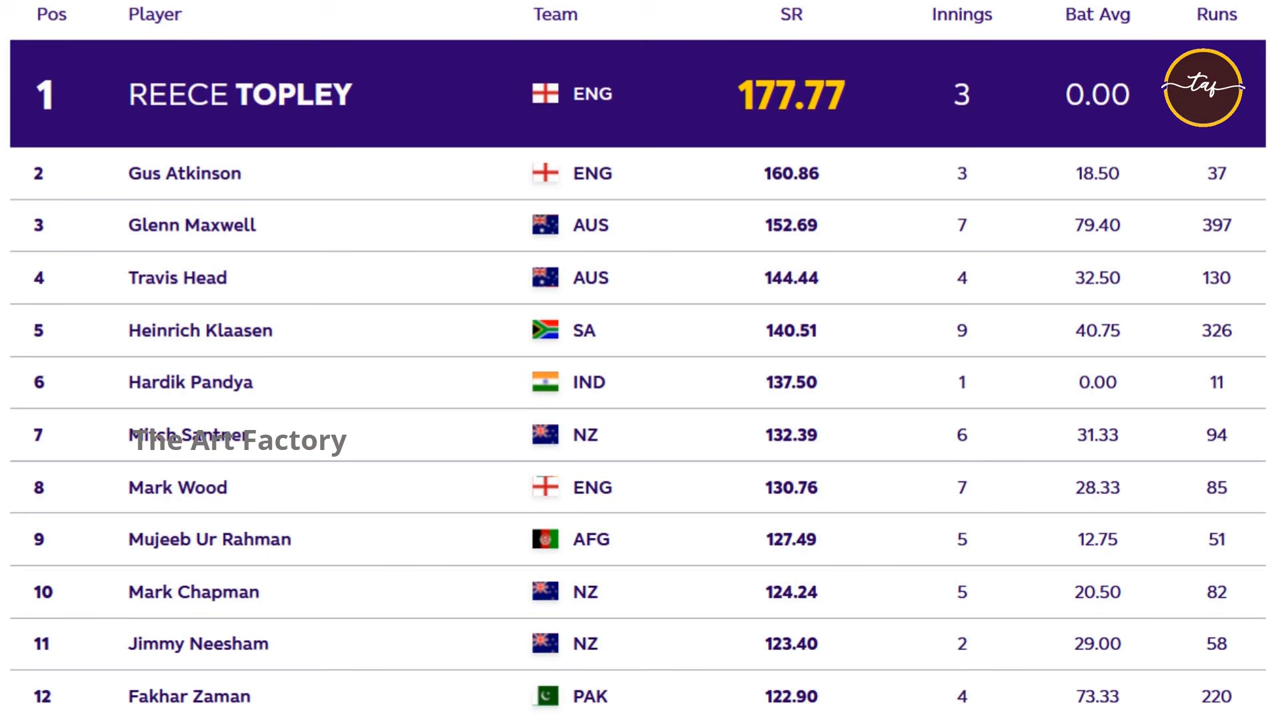 Pos Player Team SR Innings Bat Avg Runs
1 REECE TOPLEY ENG 177.77 3 0.00 taf
2 Gus Atkinson ENG 160.86 3 18.50 37
3 Glenn Maxwell AUS 152.69 7 79.40 397
4 Travis Head AUS 144.44 4 32.50 130
5 Heinrich Klaasen SA 140.51 9 40.75 326
6 Hardik Pandya IND 137.50 1 0.00 11
7 Mitch Santner NZ 132.39 6 31.33 94
The Art Factory
8 Mark Wood ENG 130.76 7 28.33 85
9 Mujeeb Ur Rahman AFG 127.49 5 12.75 51
10 Mark Chapman NZ 124.24 5 20.50 82
11 Jimmy Neesham NZ 123.40 2 29.00 58
12 Fakhar Zaman PAK 122.90 4 73.33 220